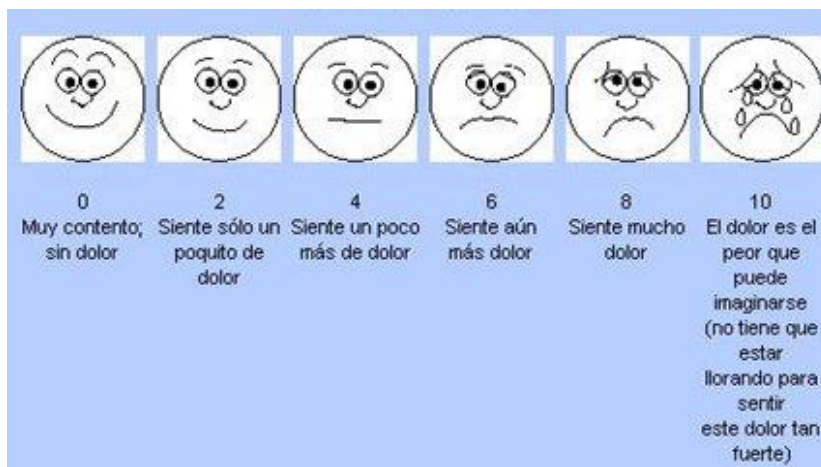 0
Muy contento;
sin dolor
2
Siente sólo un
poquito de
dolor
4
Siente un poco
más de dolor
6
Siente aún
más dolor
8
Siente mucho
dolor
10
El dolor es el
peor que
puede
imaginarse
(no tiene que
estar
llorando para
sentir
este dolor tan
fuerte)